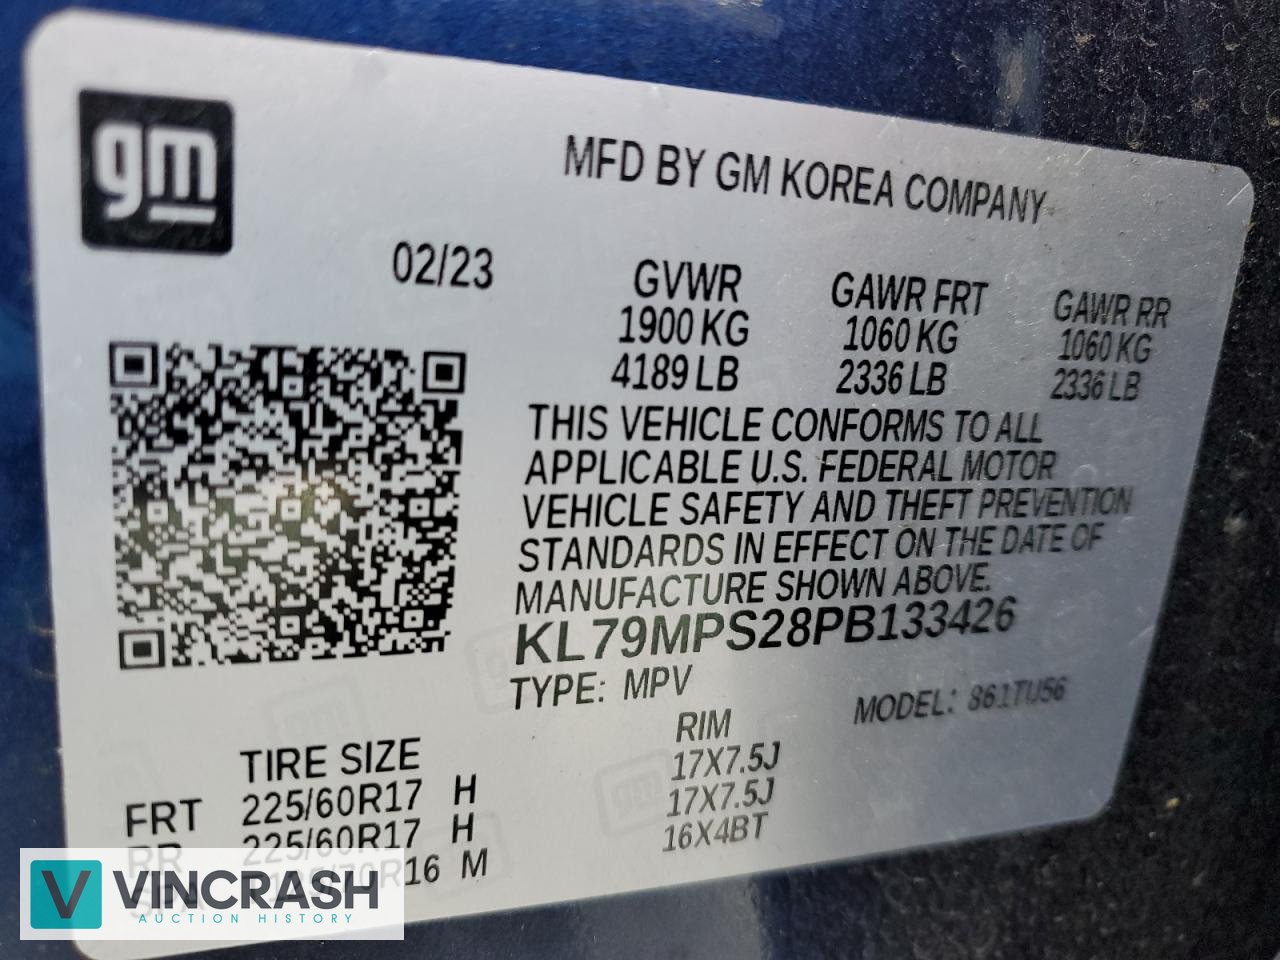 gm
MFD BY GM KOREA COMPANY
02/23
GVWR GAWR FRT GAWR RR
1900 KG 1060 KG 1060 KG
4189 LB 2336 LB 2336 LB
THIS VEHICLE CONFORMS TO ALL
APPLICABLE U.S. FEDERAL MOTOR
VEHICLE SAFETY AND THEFT PREVENTION
STANDARDS IN EFFECT ON THE DATE OF
MANUFACTURE SHOWN ABOVE.
KL79MPS28PB133426
TYPE: MPV MODEL: 861TU56
TIRE SIZE RIM
FRT 225/60R17 H 17X7.5J
RR 225/60R17 H 17X7.5J
16 M 16X4BT
gm
V VINCRASH
AUCTION HISTORY